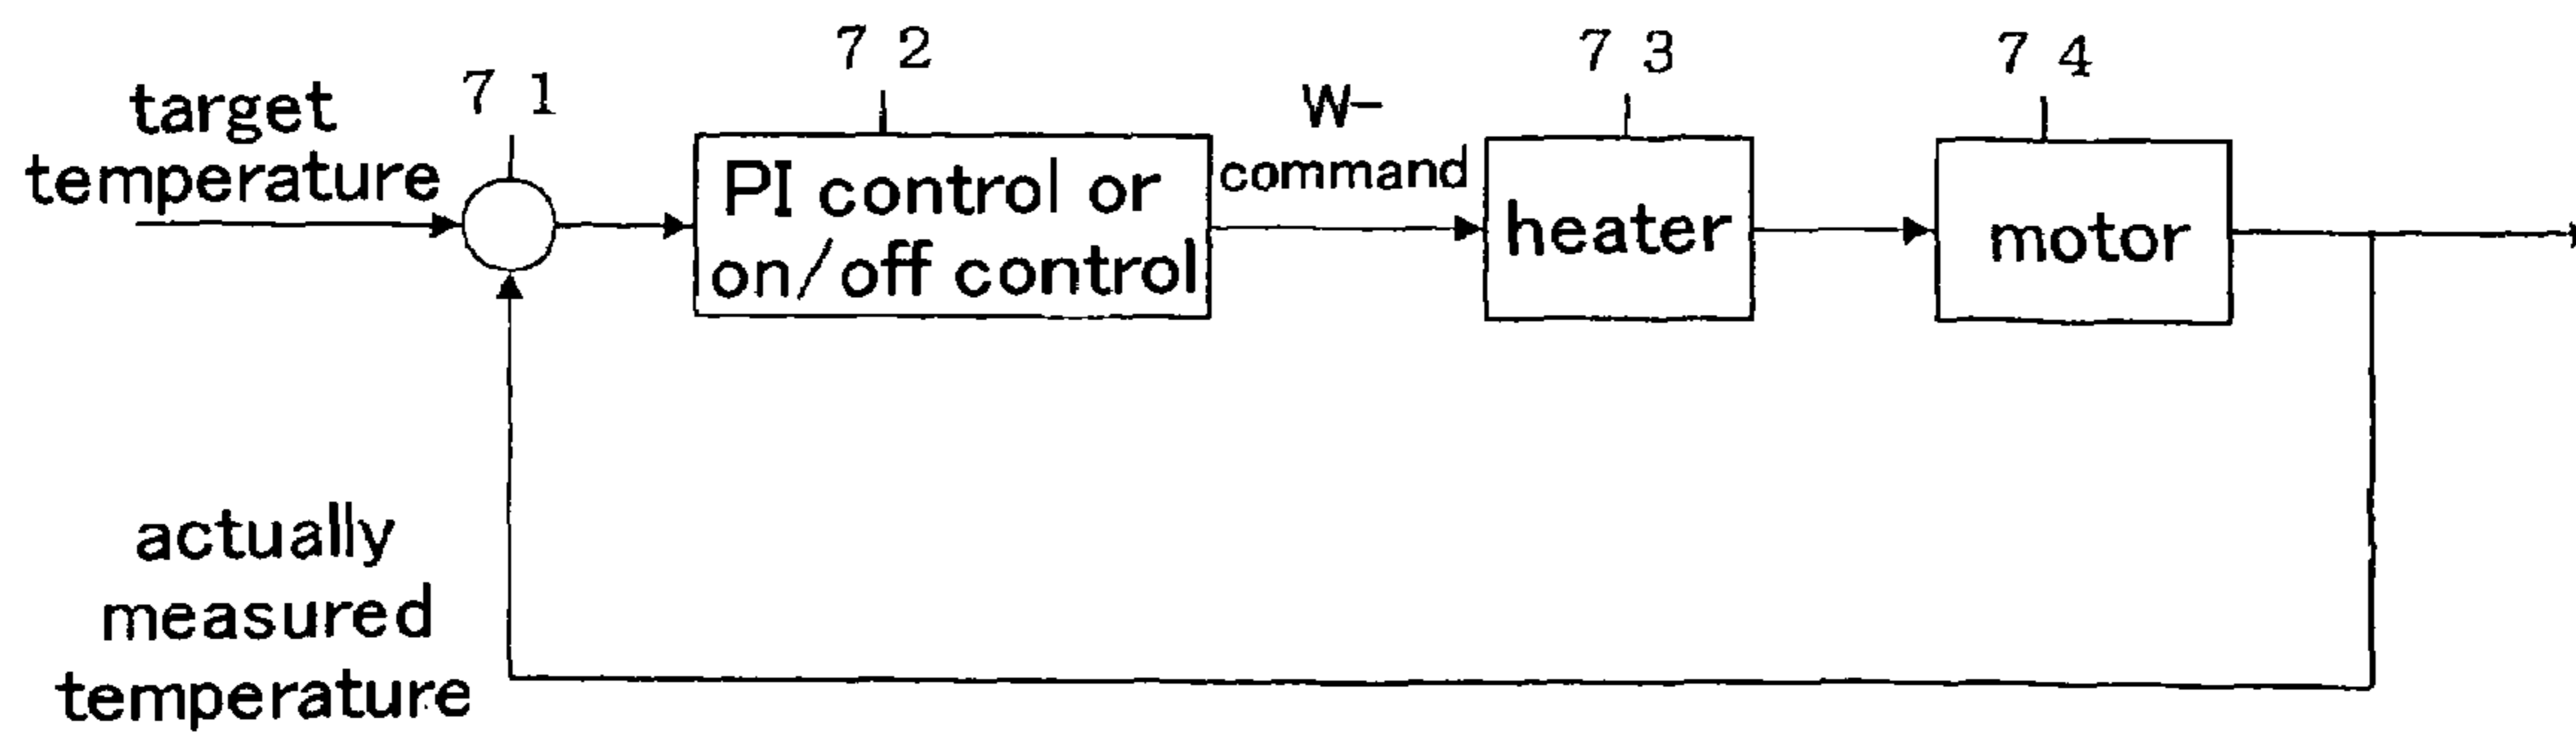 target
temperature
7 1
7 2
PI control or
on/off control
W-
command
7 3
heater
7 4
motor
actually
measured
temperature